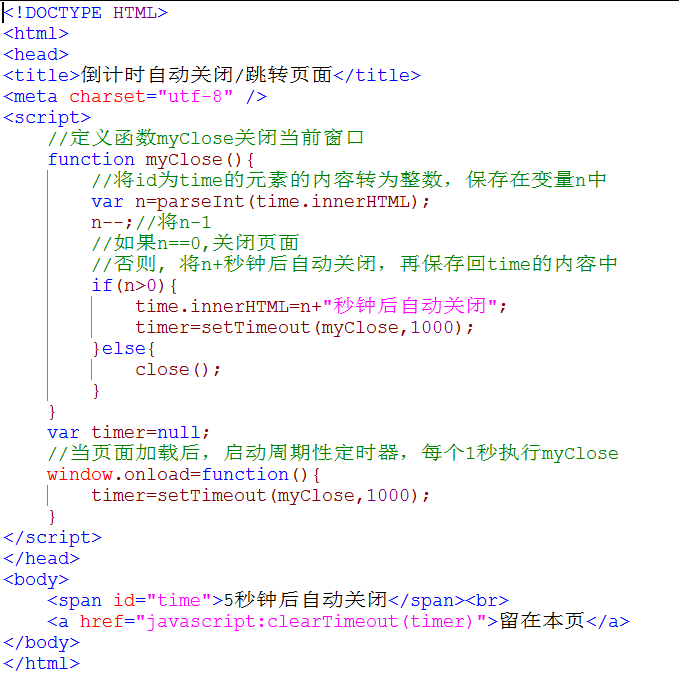 <!DOCTYPE HTML>
<html>
<head>
<title>倒计时自动关闭/跳转页面</title>
<meta charset="utf-8" />
<script>
    //定义函数myClose关闭当前窗口
    function myClose(){
        //将id为time的元素的内容转为整数，保存在变量n中
        var n=parseInt(time.innerHTML);
        n--;//将n-1
        //如果n==0,关闭页面
        //否则, 将n+秒钟后自动关闭，再保存回time的内容中
        if(n>0){
            time.innerHTML=n+"秒钟后自动关闭";
            timer=setTimeout(myClose,1000);
        }else{
            close();
        }
    }
    var timer=null;
    //当页面加载后，启动周期性定时器，每个1秒执行myClose
    window.onload=function(){
        timer=setTimeout(myClose,1000);
    }
</script>
</head>
<body>
    <span id="time">5秒钟后自动关闭</span><br>
    <a href="javascript:clearTimeout(timer)">留在本页</a>
</body>
</html>